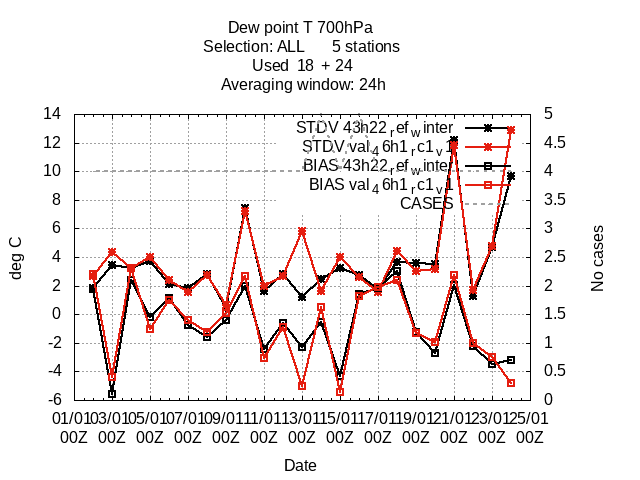 Dew point T 700hPa
Selection: ALL 5 stations
Used 18 + 24
Averaging window: 24h
14 5
12 4.5
10 4
8 3.5
6 3
4 2.5
2 2
0 1.5
-2 1
-4 0.5
-6 0
STDV 43h22_ref_winter
STDV val_46h1_rc1_v1
BIAS 43h22_ref_winter
BIAS val_46h1_rc1_v1
CASES
deg C
No cases
01/01 03/01 05/01 07/01 09/01 11/01 13/01 15/01 17/01 19/01 21/01 23/01 25/01
00Z 00Z 00Z 00Z 00Z 00Z 00Z 00Z 00Z 00Z 00Z 00Z 00Z
Date